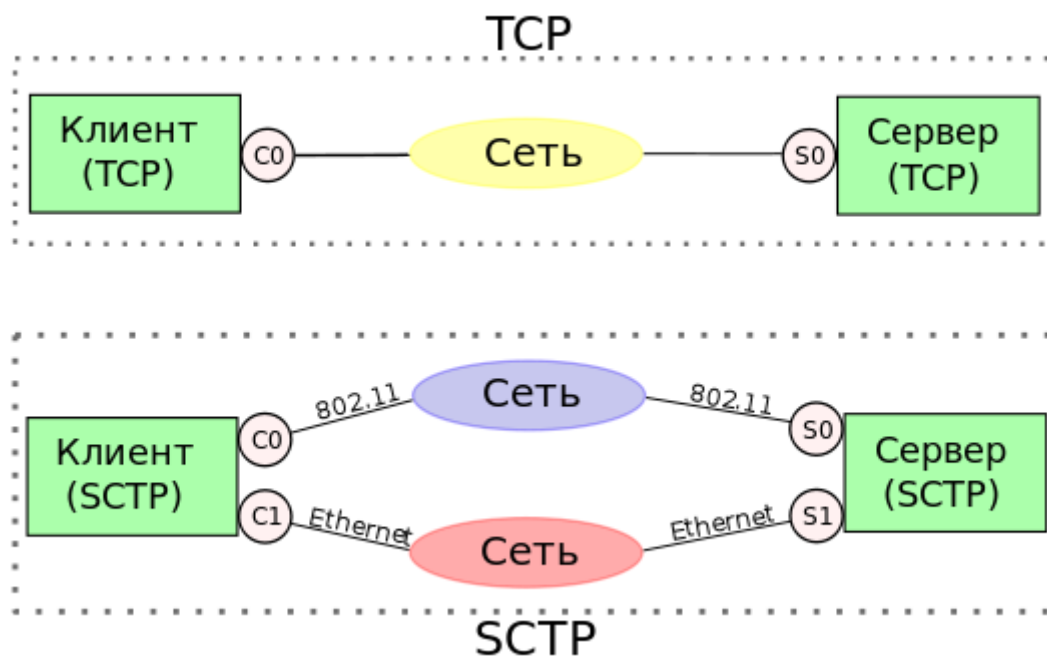 TCP
Клиент
(TCP)
C0
Сеть
S0
Сервер
(TCP)
802.11
Сеть
802.11
Клиент
(SCTP)
C0
C1
S0
S1
Сервер
(SCTP)
Ethernet
Сеть
Ethernet
SCTP